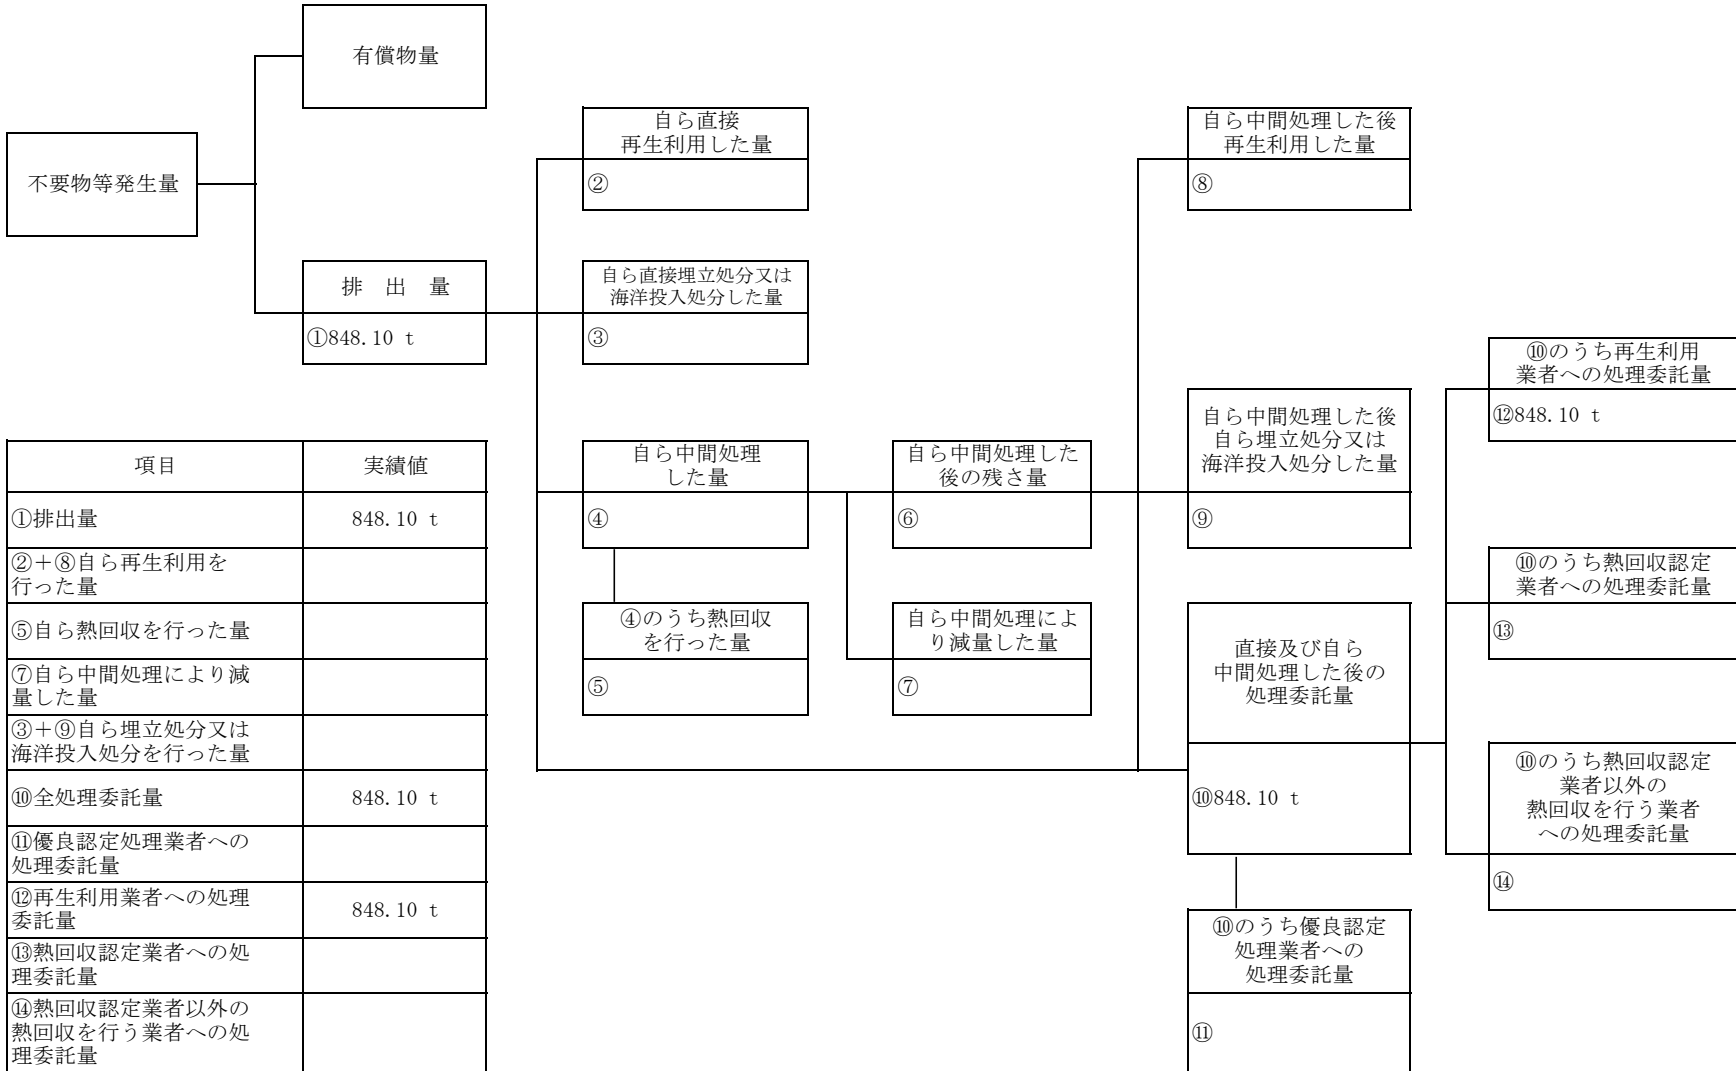 有償物量
不要物等発生量
排　出　量
①848.10 t
自ら直接
再生利用した量
②
自ら直接埋立処分又は
海洋投入処分した量
③
自ら中間処理
した量
④
④のうち熱回収
を行った量
⑤
自ら中間処理した
後の残さ量
⑥
自ら中間処理によ
り減量した量
⑦
自ら中間処理した後
再生利用した量
⑧
自ら中間処理した後
自ら埋立処分又は
海洋投入処分した量
⑨
直接及び自ら
中間処理した後の
処理委託量
⑩848.10 t
⑩のうち優良認定
処理業者への
処理委託量
⑪
⑩のうち再生利用
業者への処理委託量
⑫848.10 t
⑩のうち熱回収認定
業者への処理委託量
⑬
⑩のうち熱回収認定
業者以外の
熱回収を行う業者
への処理委託量
⑭
項目　実績値
①排出量　848.10 t
②＋⑧自ら再生利用を
行った量
⑤自ら熱回収を行った量
⑦自ら中間処理により減
量した量
③＋⑨自ら埋立処分又は
海洋投入処分を行った量
⑩全処理委託量　848.10 t
⑪優良認定処理業者への
処理委託量
⑫再生利用業者への処理
委託量　848.10 t
⑬熱回収認定業者への処
理委託量
⑭熱回収認定業者以外の
熱回収を行う業者への処
理委託量